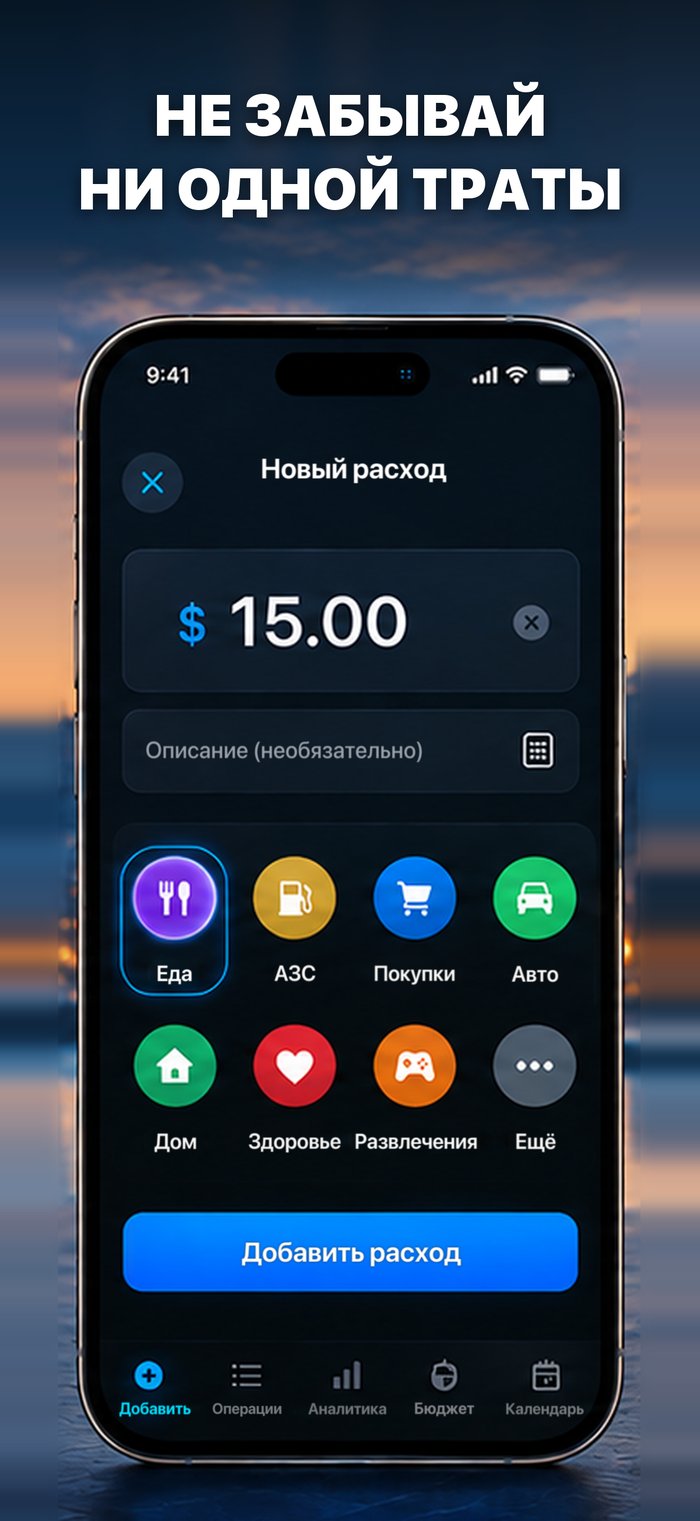 НЕ ЗАБЫВАЙ
НИ ОДНОЙ ТРАТЫ
9:41
Новый расход
$ 15.00
Описание (необязательно)
Еда АЗС Покупки Авто
Дом Здоровье Развлечения Ещё
Добавить расход
Добавить Операции Аналитика Бюджет Календарь